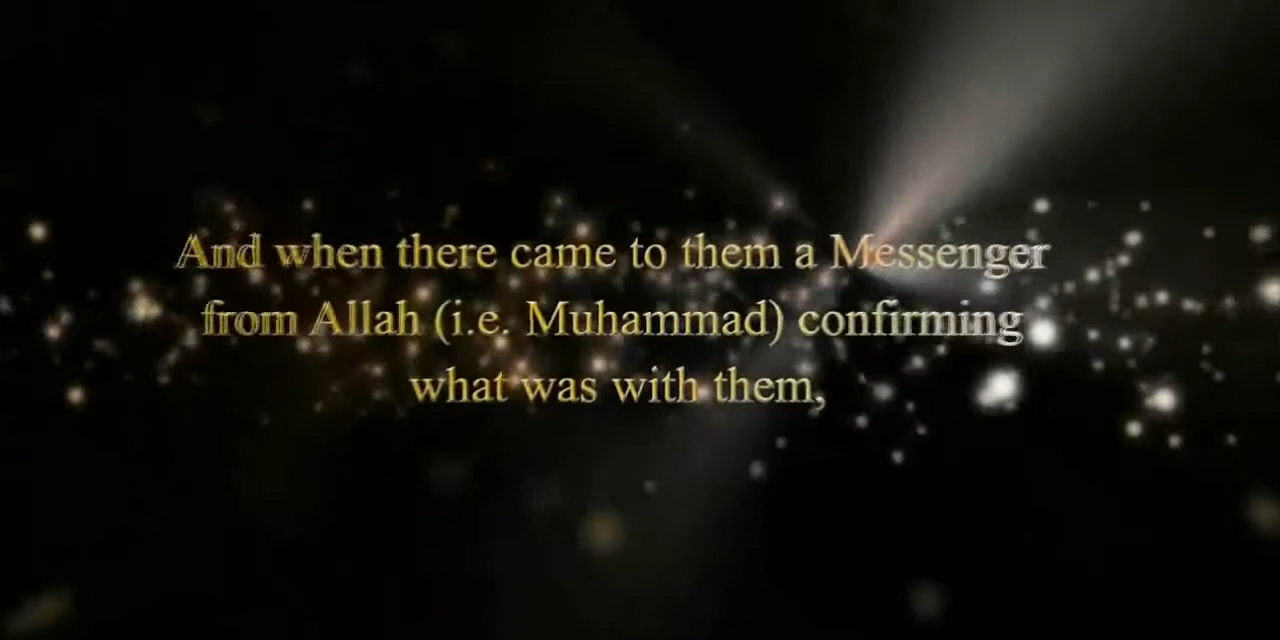 And when there came to them a Messenger
from Allah (i.e. Muhammad) confirming
what was with them,